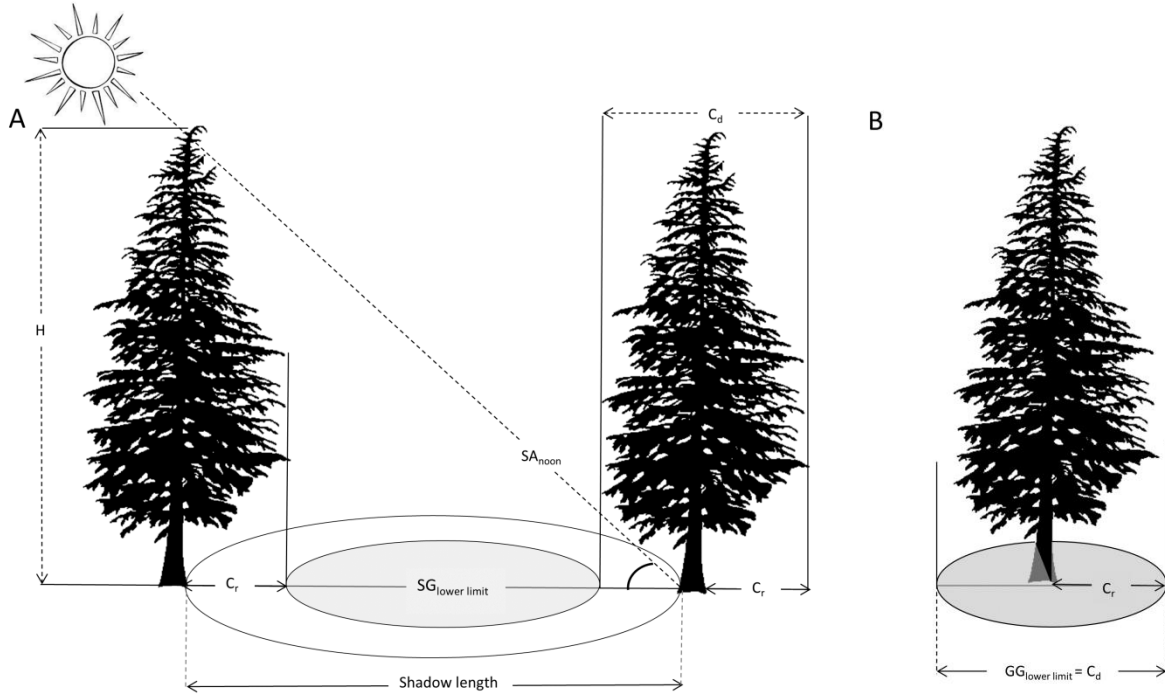 A
C_d
B
H
SA_noon
C_r
SG_lower limit
C_r
C_r
Shadow length
GG_lower limit = C_d